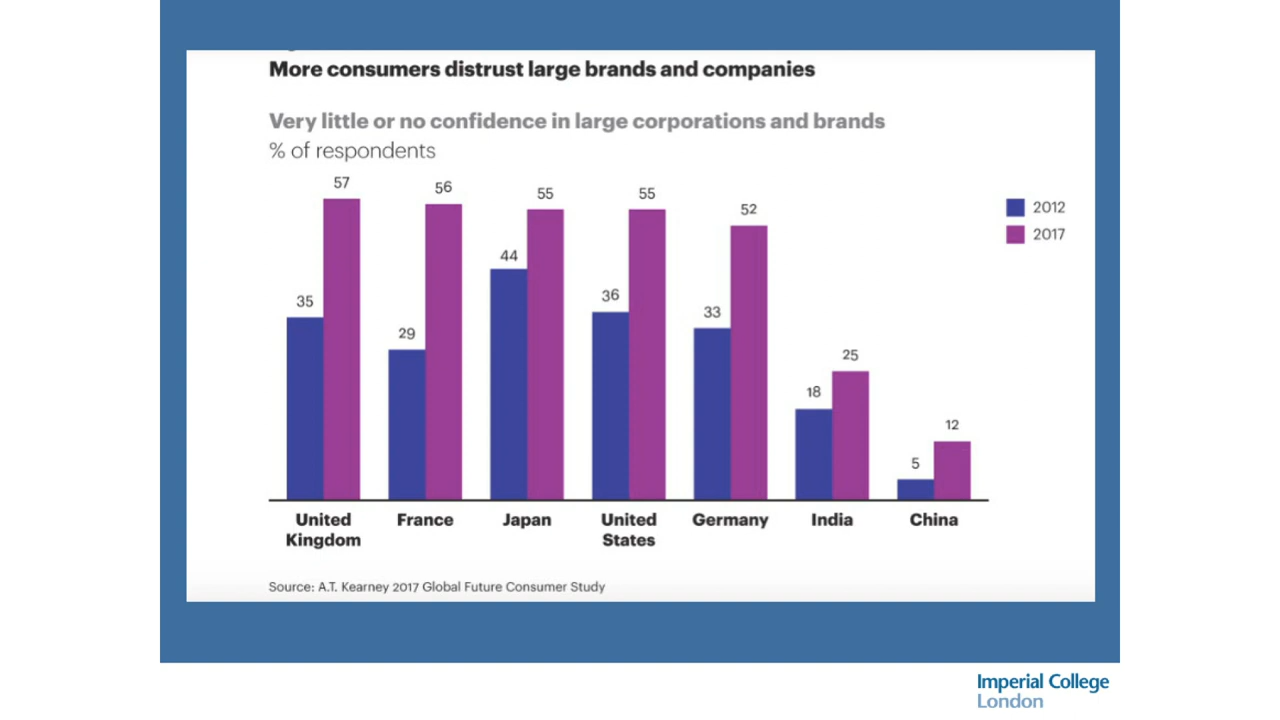 More consumers distrust large brands and companies
Very little or no confidence in large corporations and brands
% of respondents
57
56
55
55
52
44
35
36
33
29
25
18
12
5
2012
2017
United Kingdom
France
Japan
United States
Germany
India
China
Source: A.T. Kearney 2017 Global Future Consumer Study
Imperial College
London